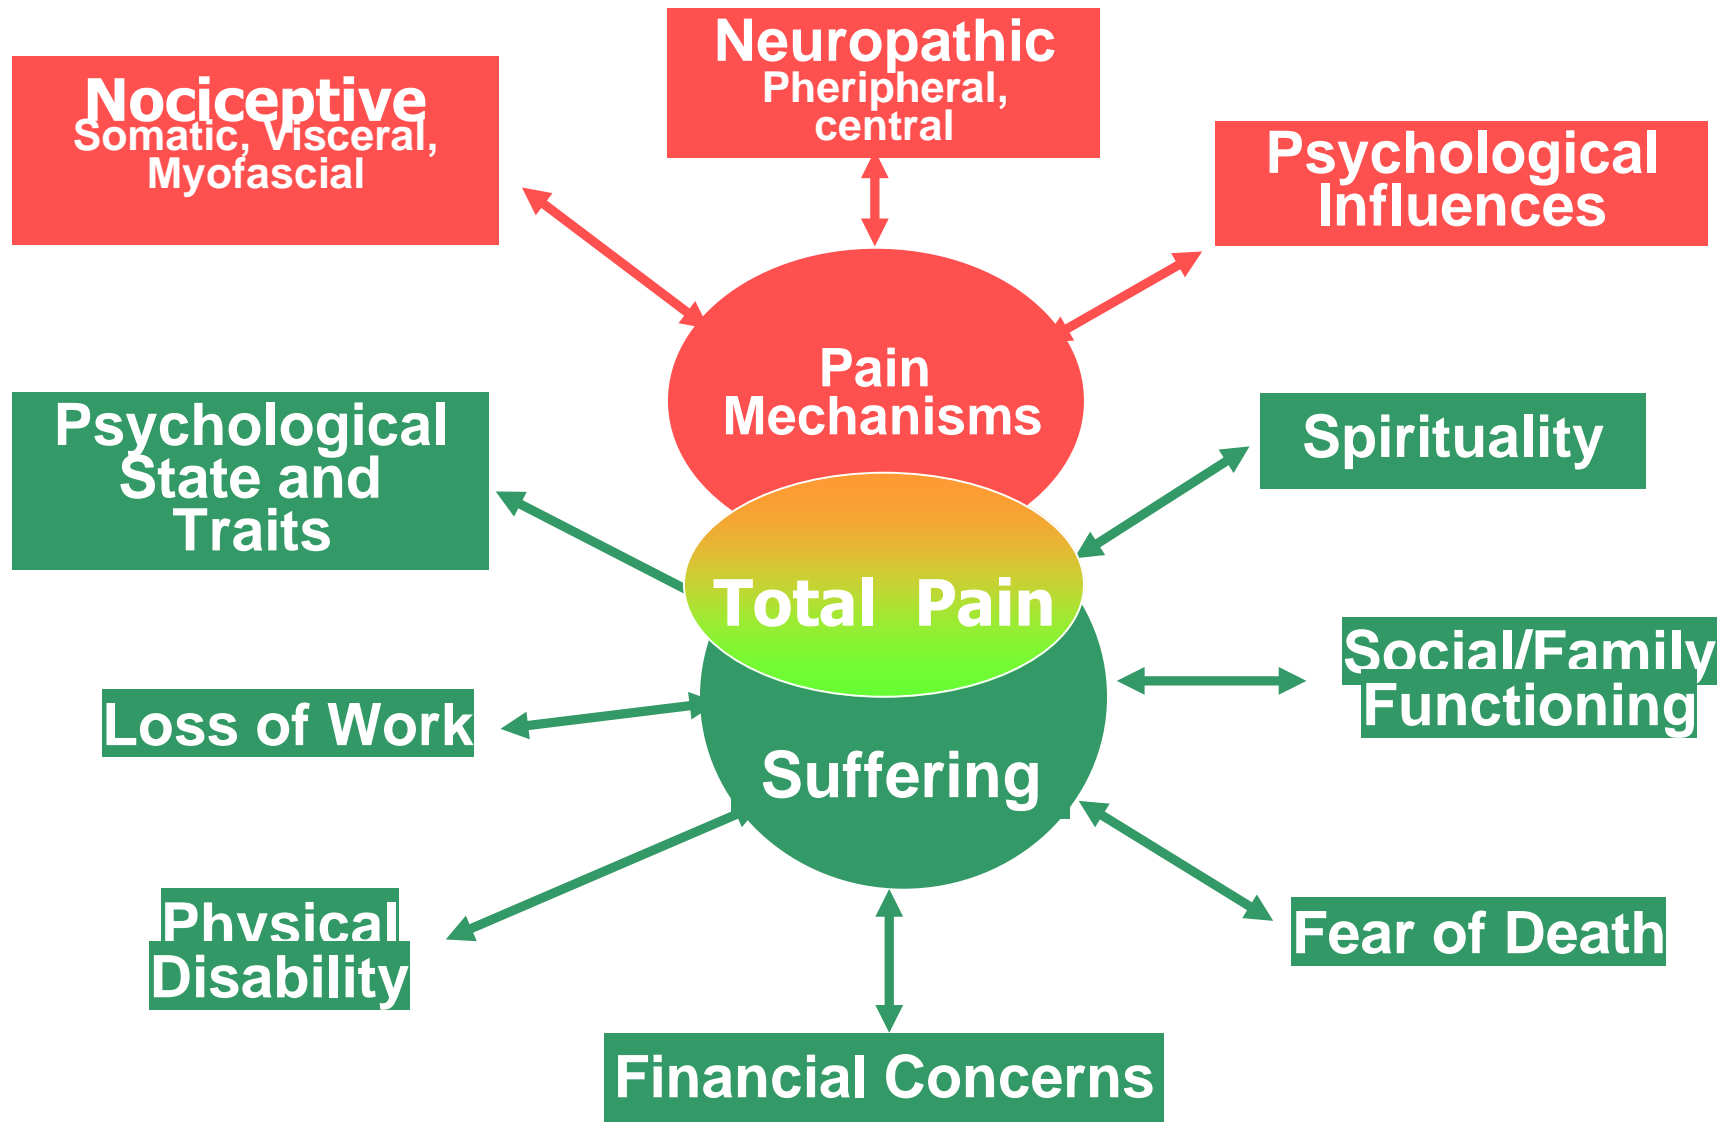 Neuropathic
Pheripheral,
central
Nociceptive
Somatic, Visceral,
Myofascial
Psychological
Influences
Pain
Mechanisms
Psychological
State and
Traits
Spirituality
Total Pain
Social/Family
Functioning
Loss of Work
Suffering
Physical
Disability
Fear of Death
Financial Concerns